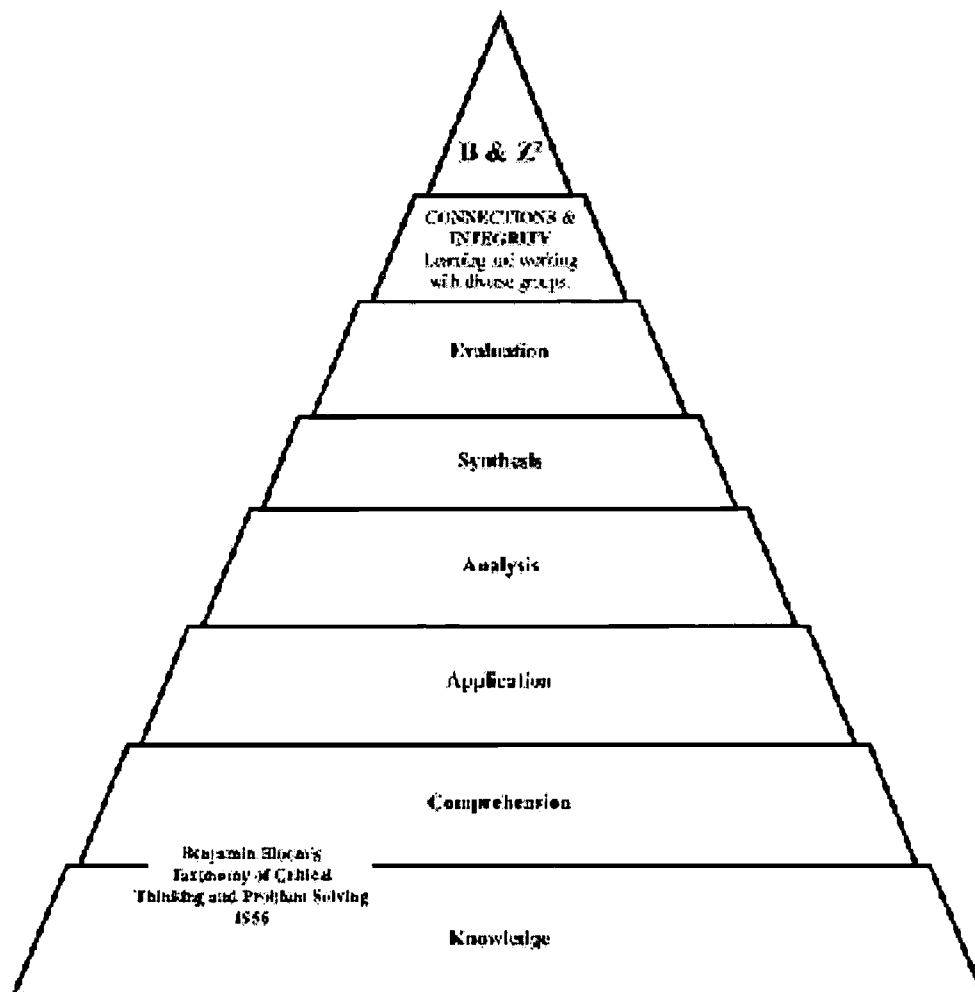 B & Z²
CONNECTIONS &
INTEGRITY
Learning and working
with diverse groups.
Evaluation
Synthesis
Analysis
Application
Comprehension
Benjamin Bloom's
Taxonomy of Critical
Thinking and Problem Solving
1956
Knowledge